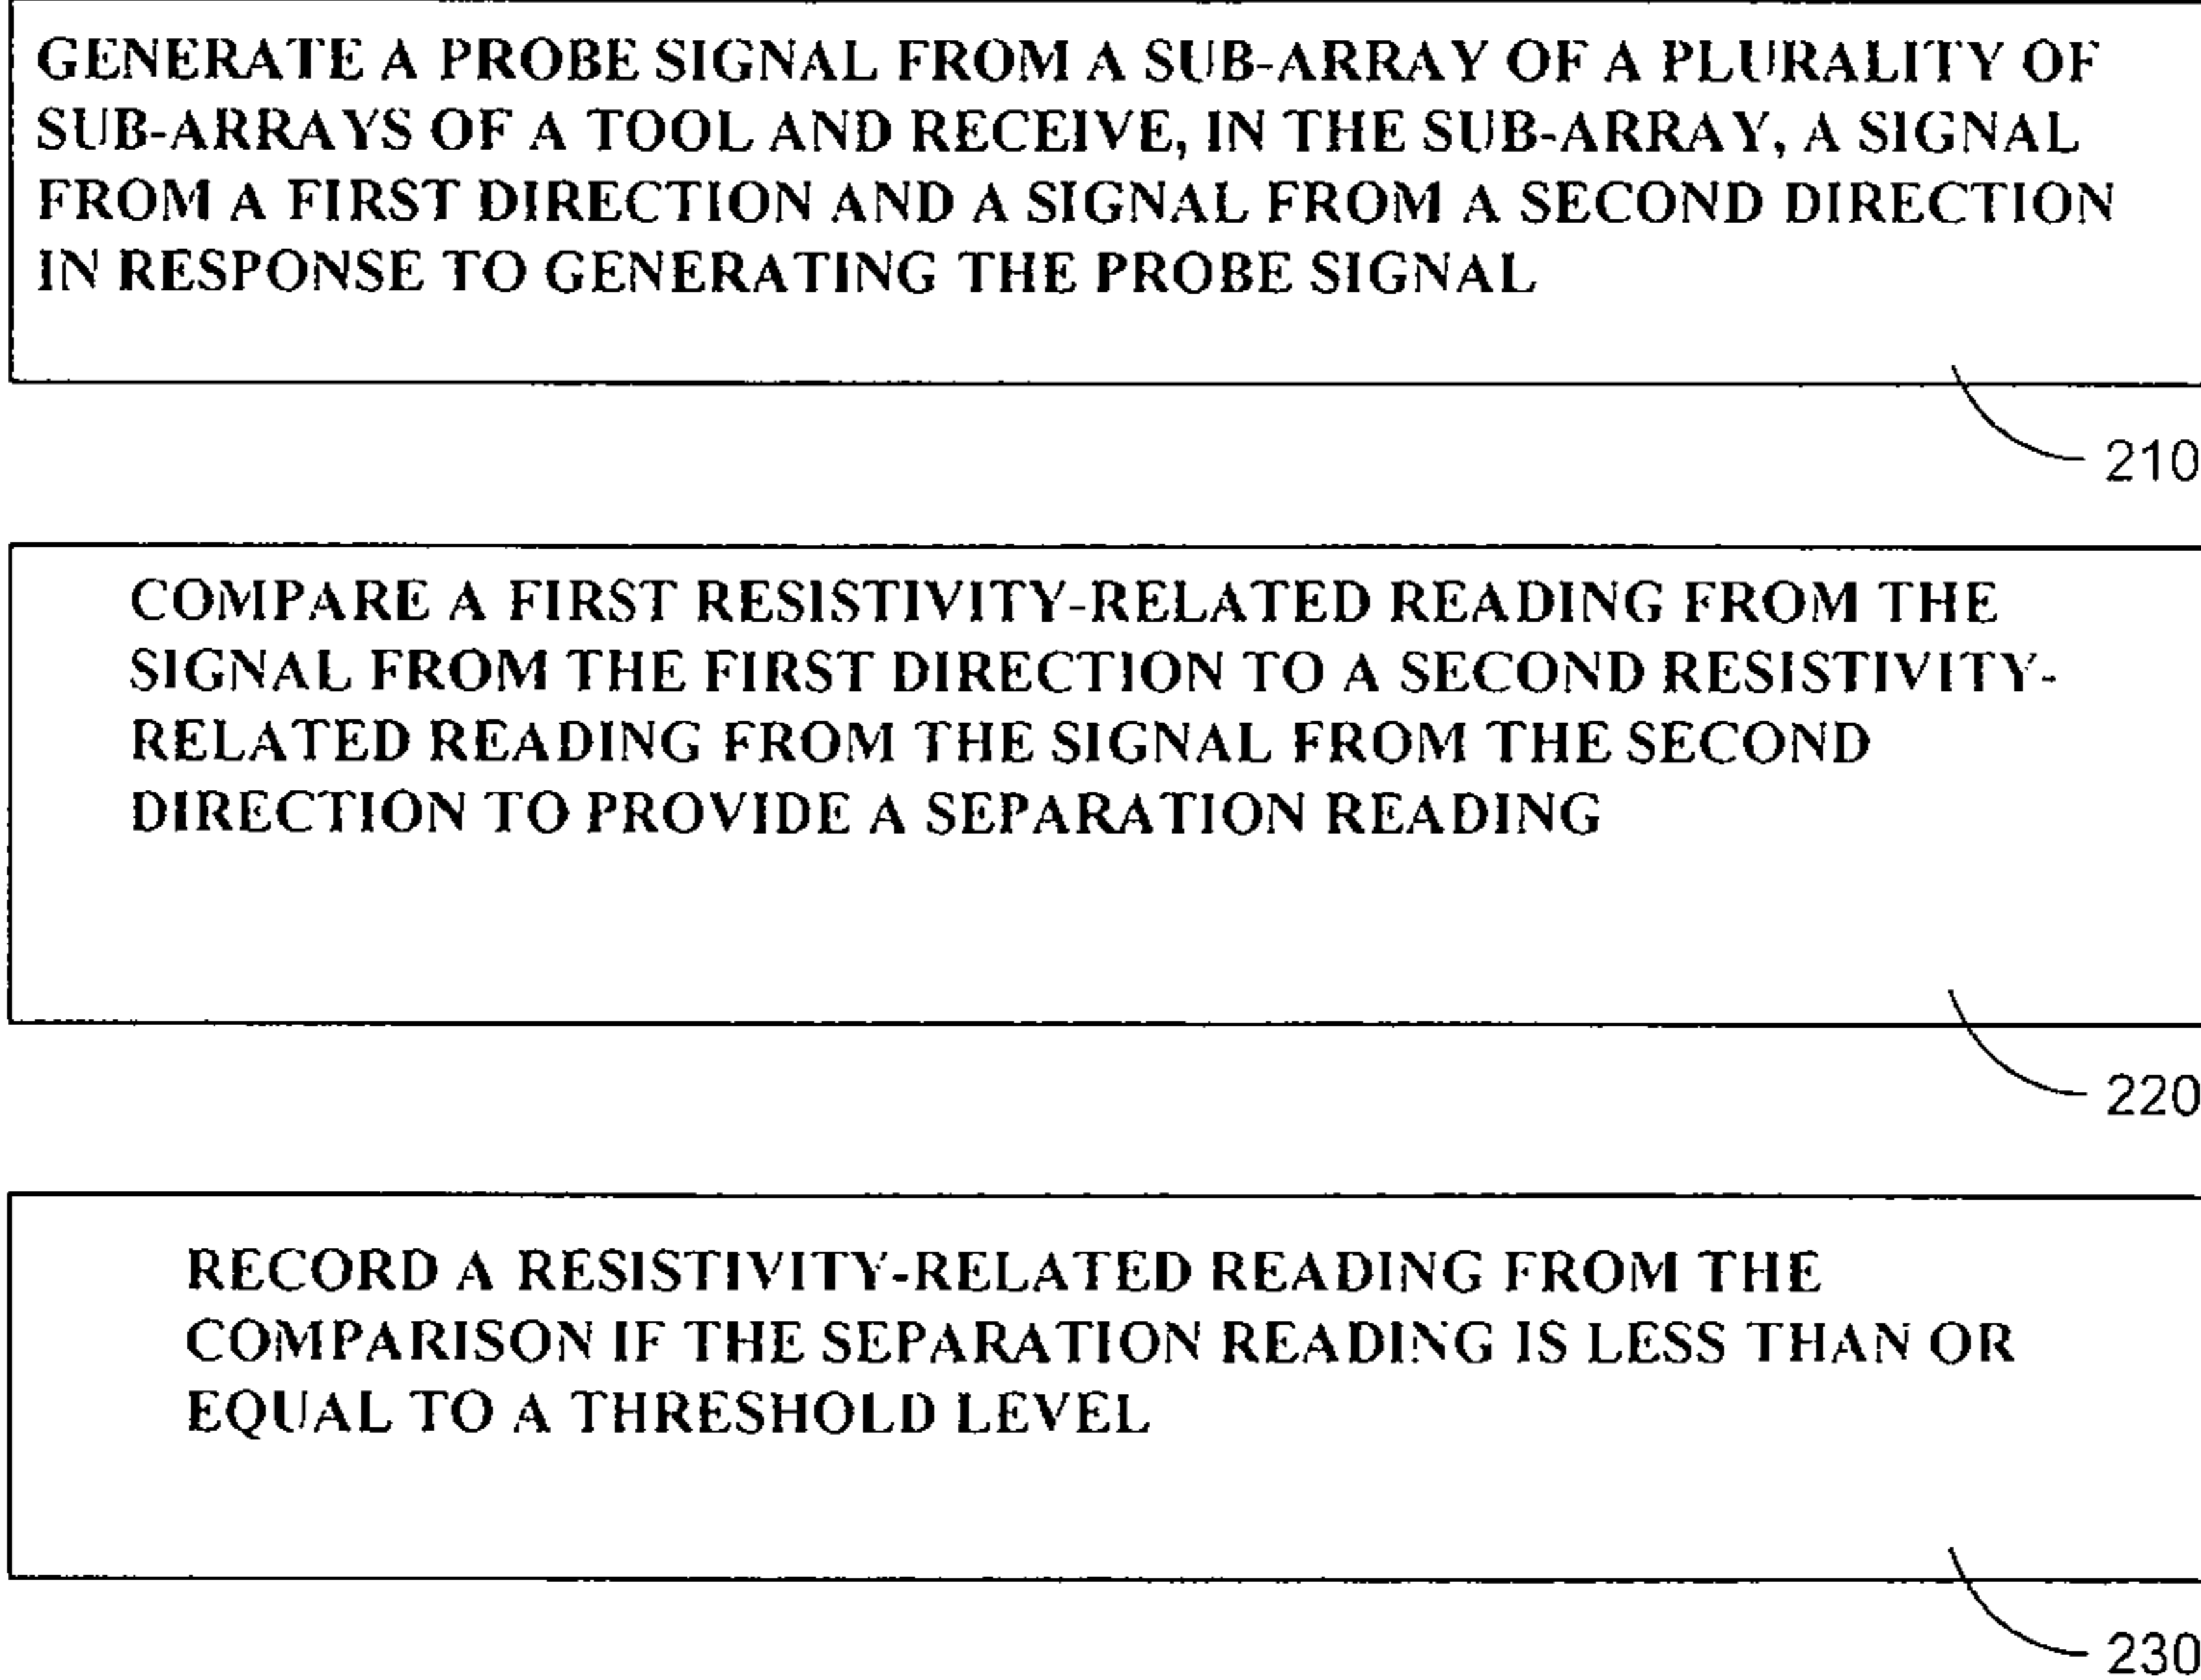 GENERATE A PROBE SIGNAL FROM A SUB-ARRAY OF A PLURALITY OF
SUB-ARRAYS OF A TOOL AND RECEIVE, IN THE SUB-ARRAY, A SIGNAL
FROM A FIRST DIRECTION AND A SIGNAL FROM A SECOND DIRECTION
IN RESPONSE TO GENERATING THE PROBE SIGNAL
210
COMPARE A FIRST RESISTIVITY-RELATED READING FROM THE
SIGNAL FROM THE FIRST DIRECTION TO A SECOND RESISTIVITY-
RELATED READING FROM THE SIGNAL FROM THE SECOND
DIRECTION TO PROVIDE A SEPARATION READING
220
RECORD A RESISTIVITY-RELATED READING FROM THE
COMPARISON IF THE SEPARATION READING IS LESS THAN OR
EQUAL TO A THRESHOLD LEVEL
230